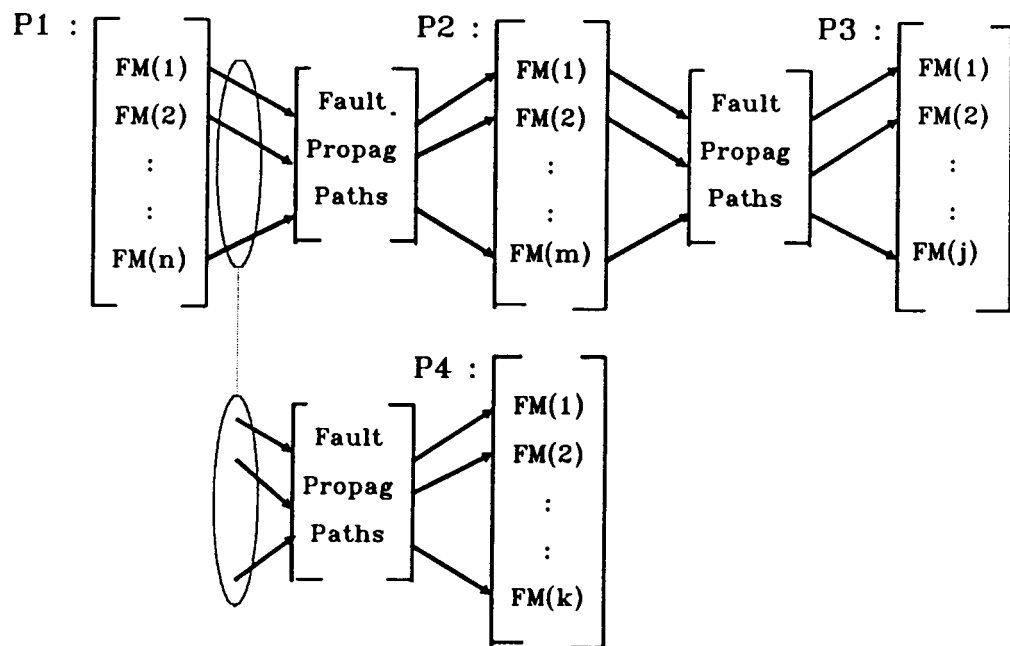 P1 :
FM(1)
FM(2)
:
:
FM(n)
Fault
Propag
Paths
P2 :
FM(1)
FM(2)
:
:
FM(m)
Fault
Propag
Paths
P3 :
FM(1)
FM(2)
:
:
FM(j)
Fault
Propag
Paths
P4 :
FM(1)
FM(2)
:
:
FM(k)